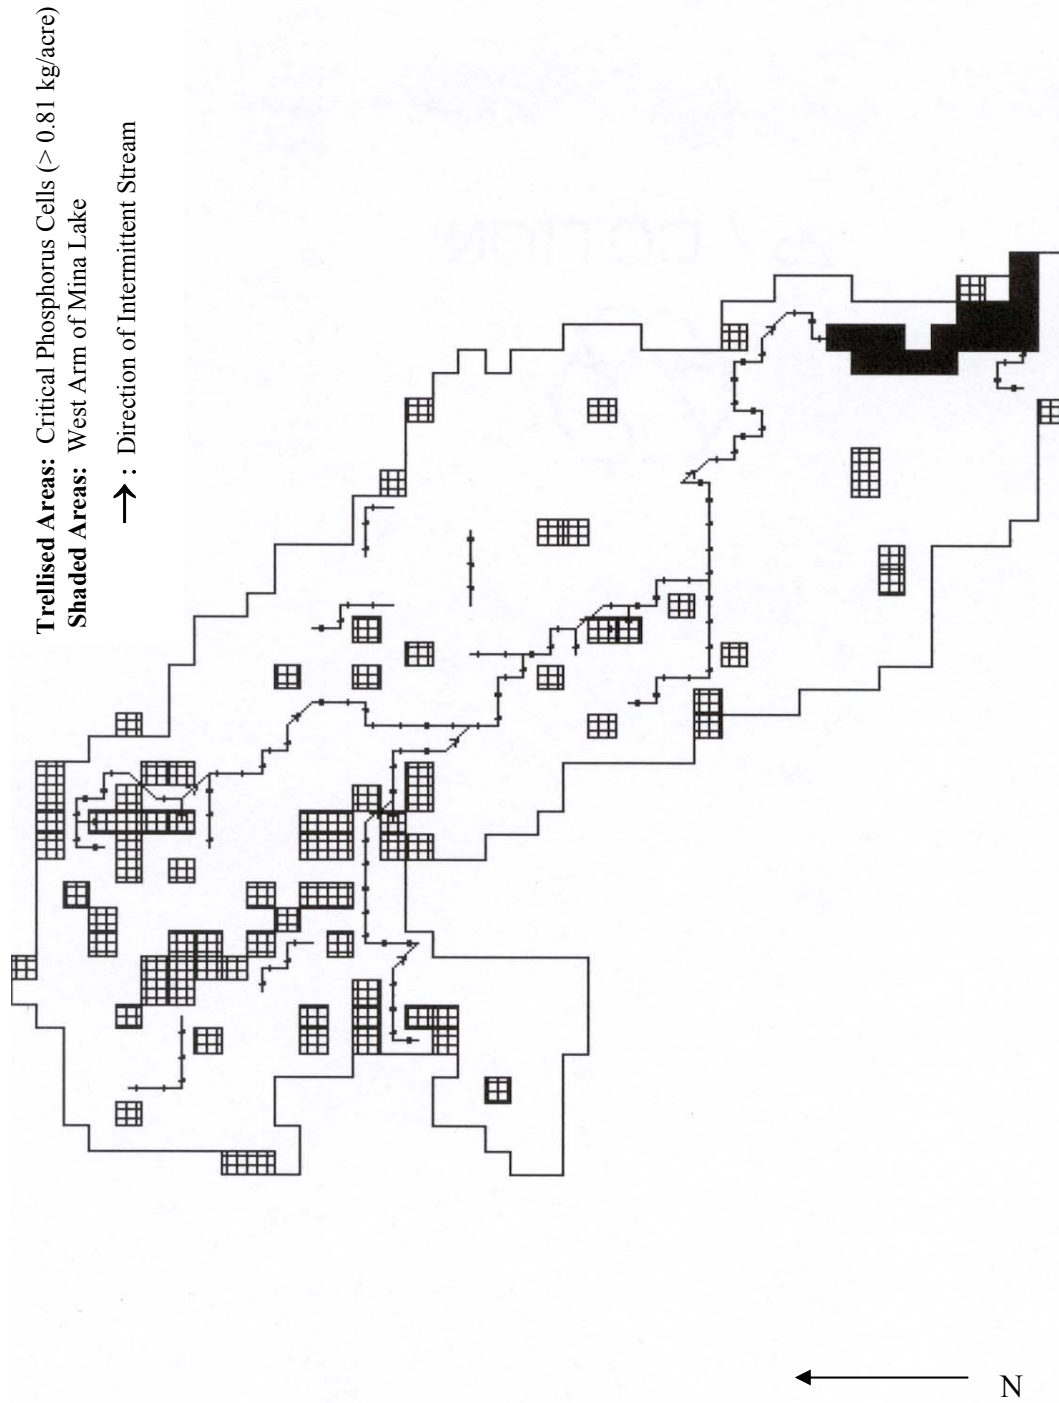 Trellised Areas: Critical Phosphorus Cells (> 0.81 kg/acre)
Shaded Areas: West Arm of Mina Lake
→ : Direction of Intermittent Stream
N